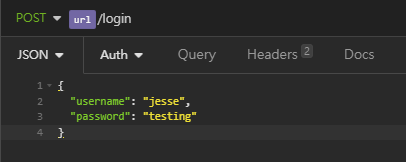 POST url /login
JSON Auth Query Headers 2 Docs
1 {
2 "username": "jesse",
3 "password": "testing"
4 }